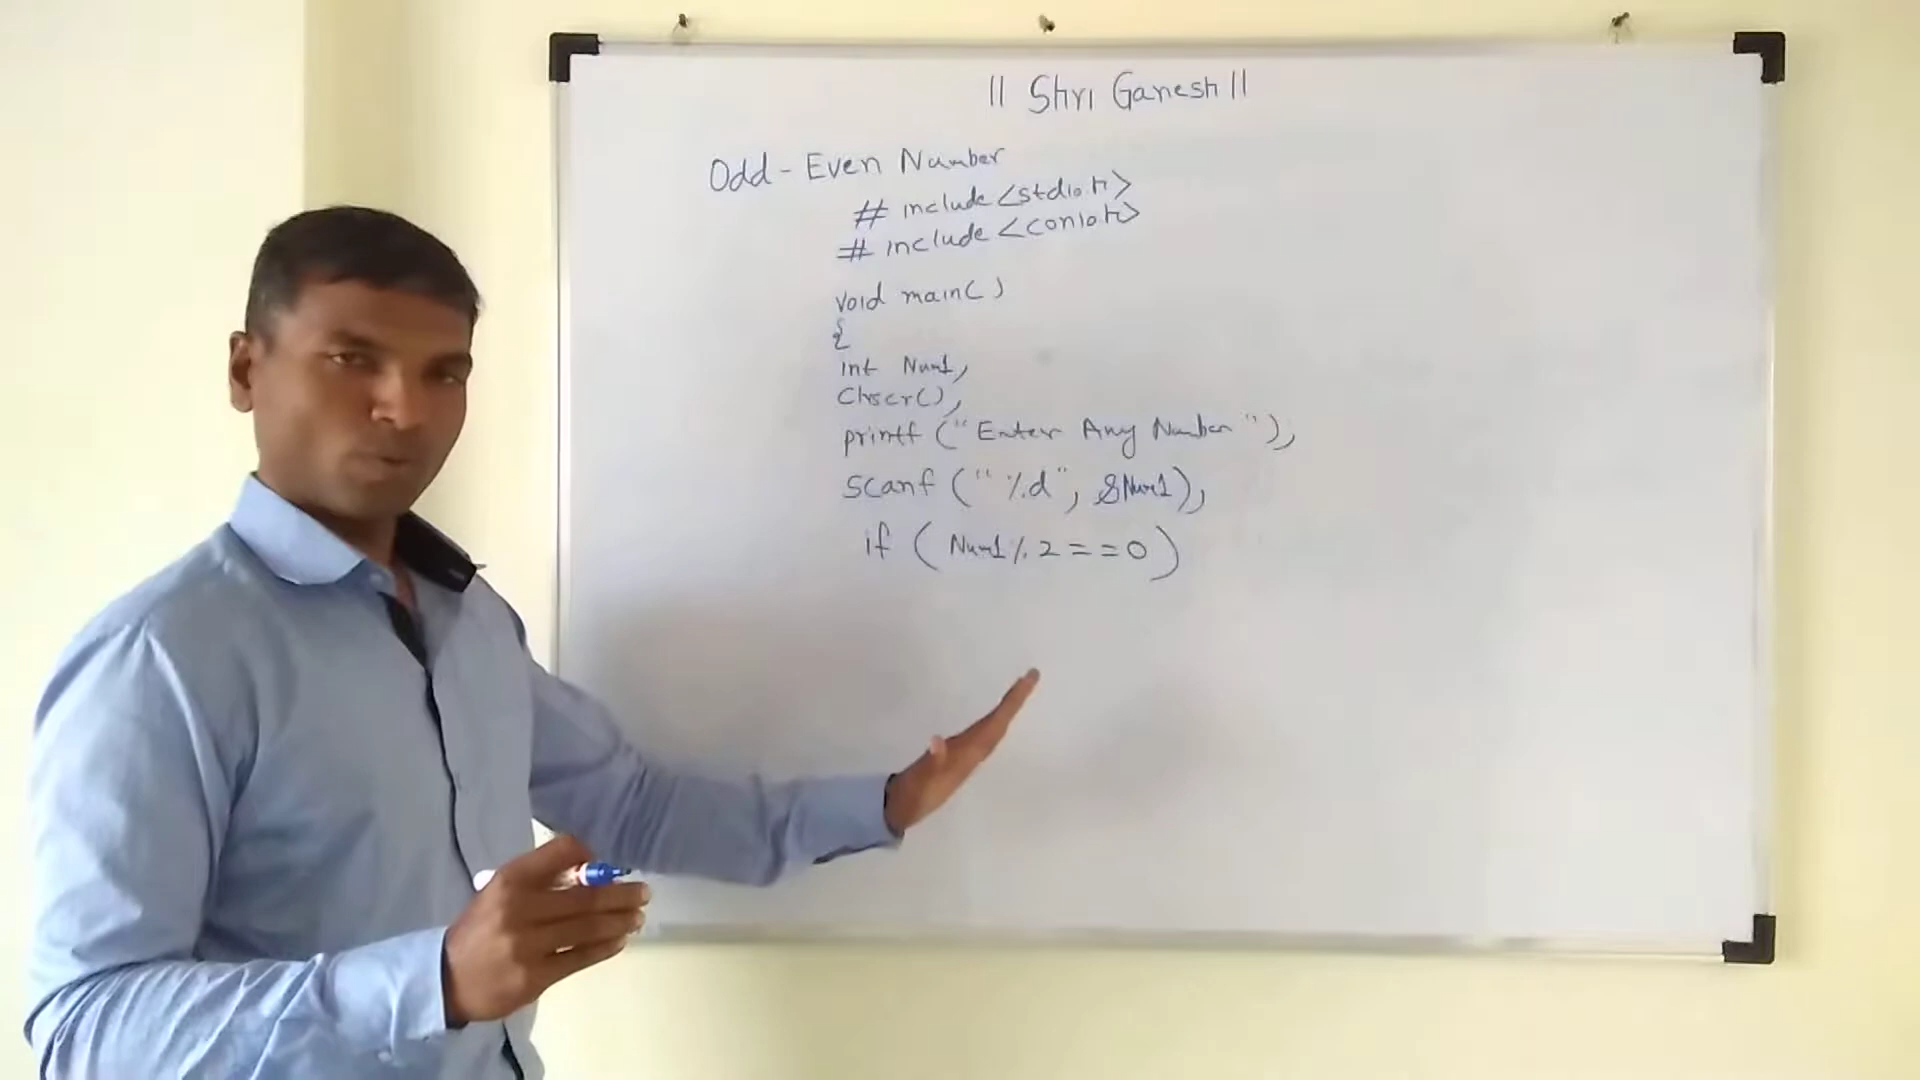 || Shri Ganesh ||
Odd - Even Number
# include <stdio.h>
# include <conio.h>
void main( )
{
int Num1,
Clrscr(),
printf ("Enter Any Number"),
scanf ("%d", &Num1),
if ( Num1 % 2 = = 0 )